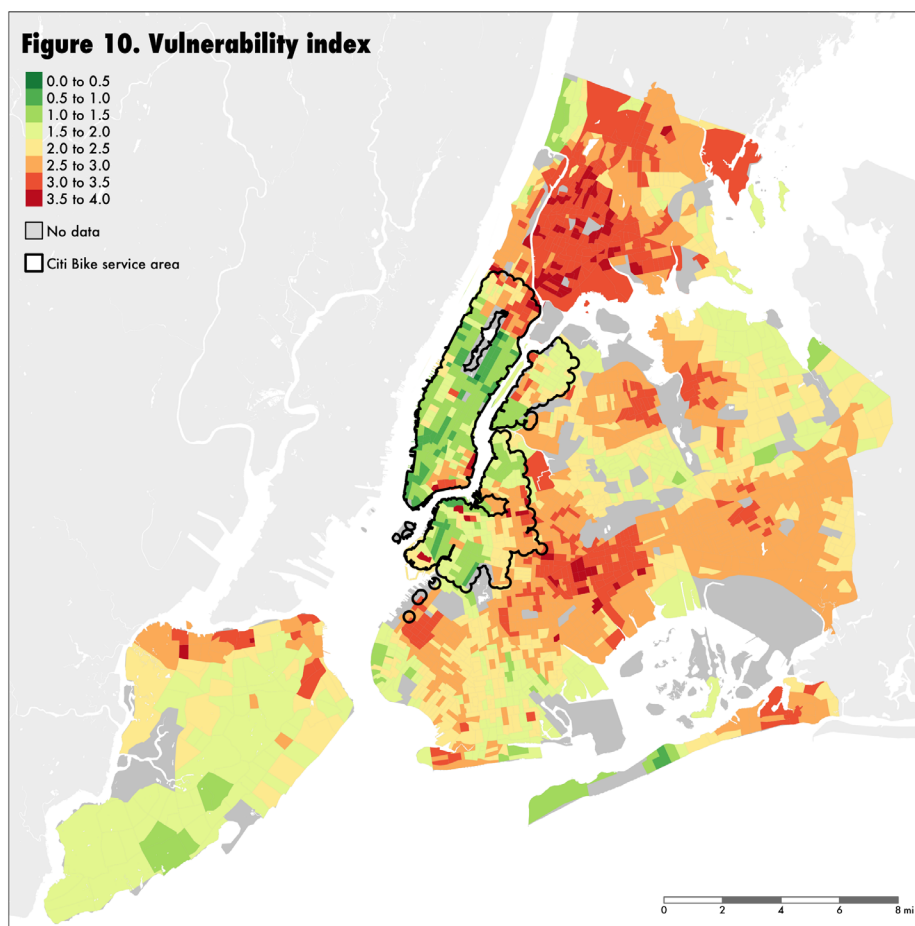 Figure 10. Vulnerability index
0.0 to 0.5
0.5 to 1.0
1.0 to 1.5
1.5 to 2.0
2.0 to 2.5
2.5 to 3.0
3.0 to 3.5
3.5 to 4.0
No data
Citi Bike service area
0 2 4 6 8 mi